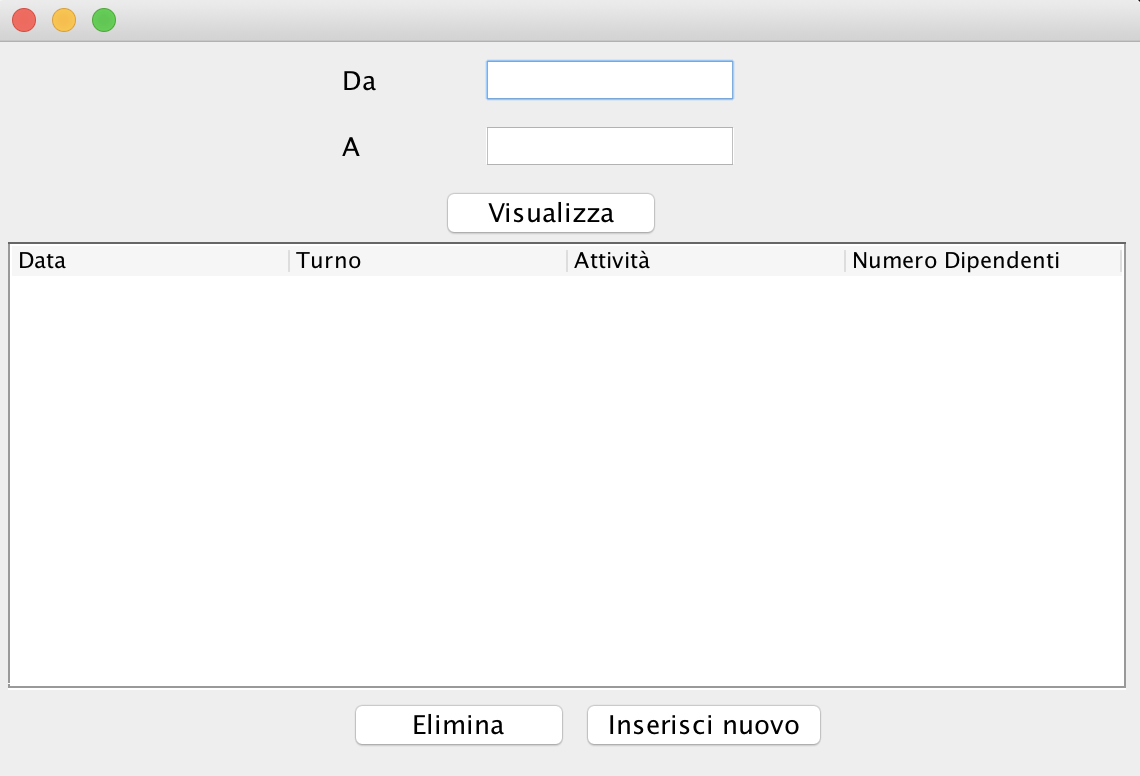 Da
A
Visualizza
Data Turno Attività Numero Dipendenti
Elimina Inserisci nuovo